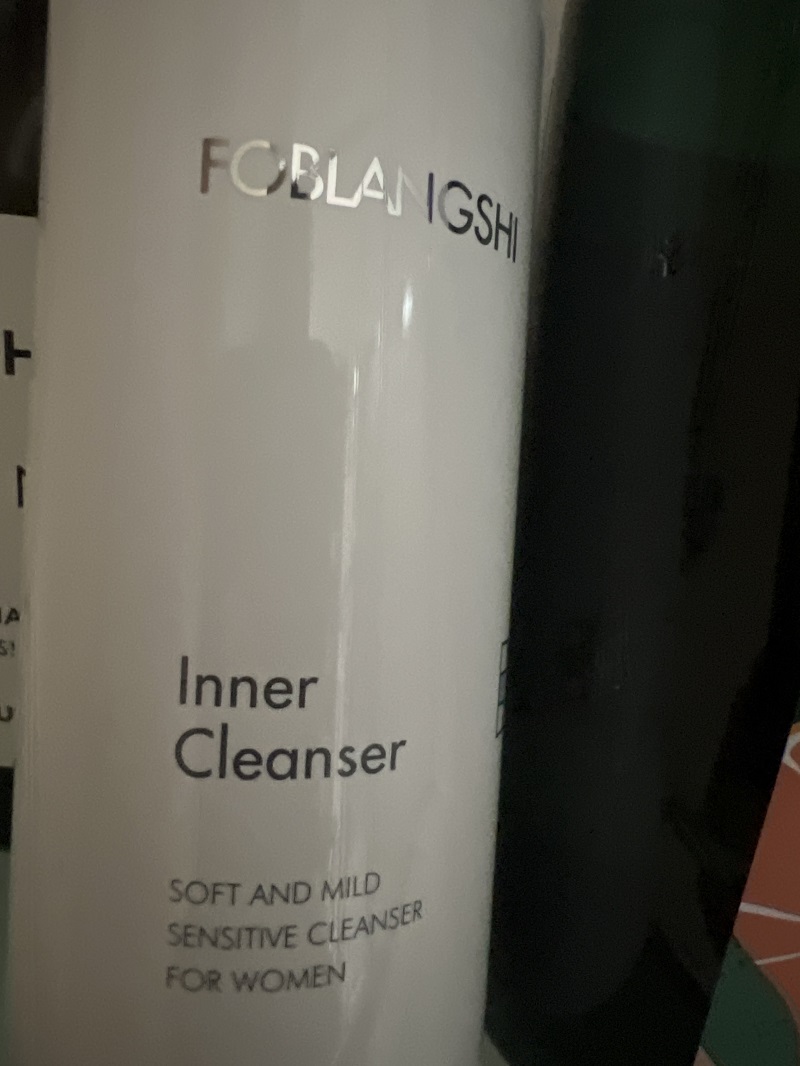 FOBLANGSHI
Inner
Cleanser
SOFT AND MILD
SENSITIVE CLEANSER
FOR WOMEN